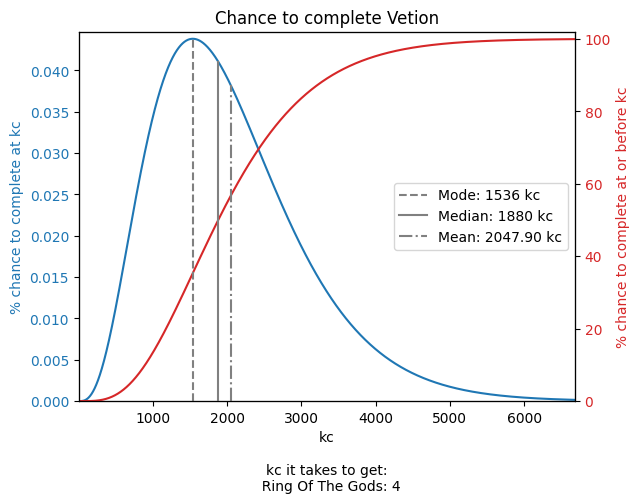 Chance to complete Vetion
% chance to complete at kc
0.040
0.035
0.030
0.025
0.020
0.015
0.010
0.005
0.000
1000 2000 3000 4000 5000 6000
kc
100
80
60
40
20
0
% chance to complete at or before kc
Mode: 1536 kc
Median: 1880 kc
Mean: 2047.90 kc
kc it takes to get:
Ring Of The Gods: 4